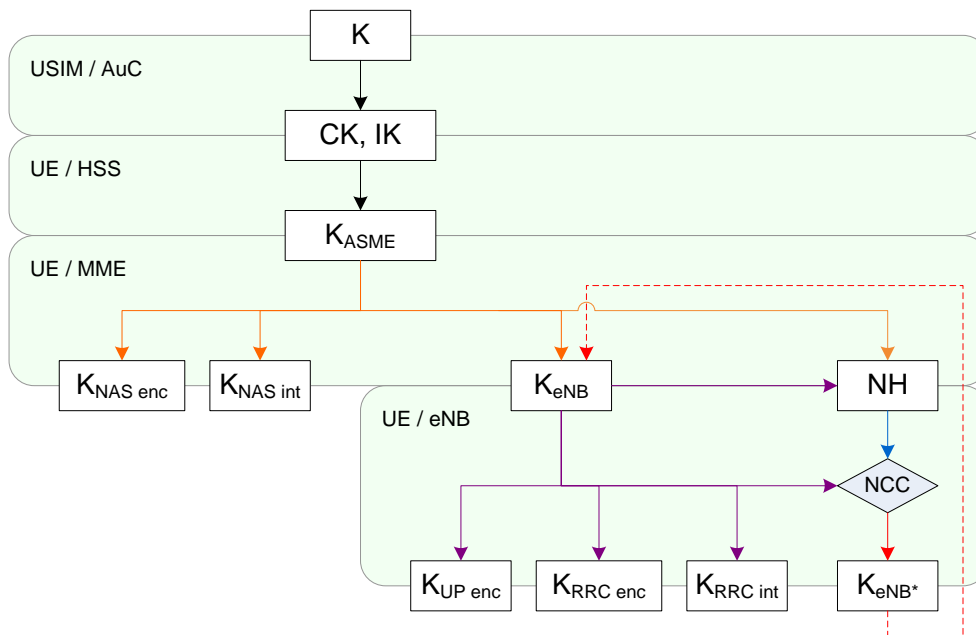 K
USIM / AuC
CK, IK
UE / HSS
KASME
UE / MME
KNAS enc
KNAS int
KeNB
NH
UE / eNB
NCC
KUP enc
KRRC enc
KRRC int
KeNB*